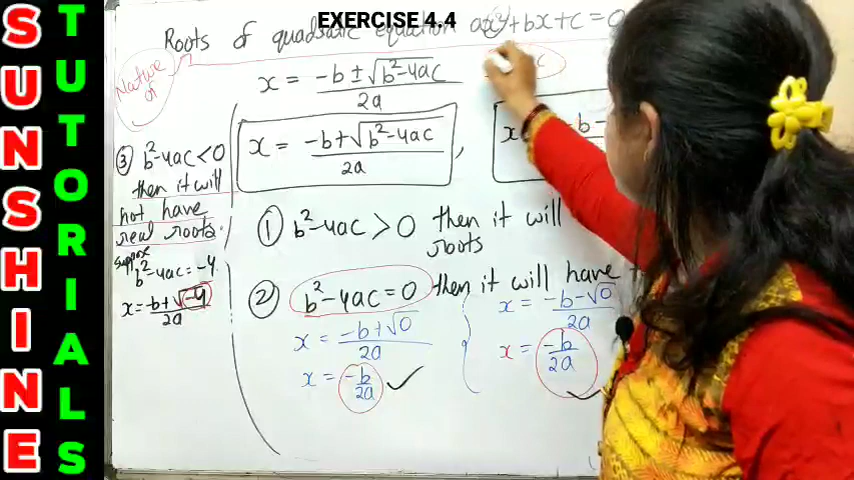 EXERCISE 4.4
SUNSHINE
TUTORIALS
Roots of quadratic equation ax²+bx+c=0
Nature of
x = -b ± √b²-4ac / 2a
x = -b+√b²-4ac / 2a ,
x -b-
③ b²-4ac<0
then it will
not have
real roots.
Suppose
b²-4ac=-4
x=-b+√-4 / 2a
① b²-4ac > 0 then it will
roots
② b²-4ac=0 then it will have
x = -b+√0 / 2a
x = -b / 2a
x = -b-√0 / 2a
x = -b / 2a